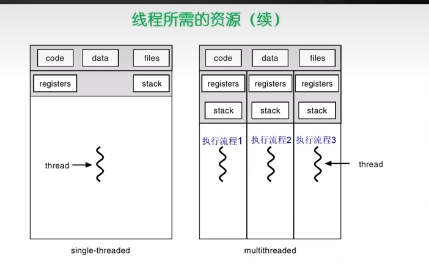 线程所需的资源（续）
code data files
registers stack
thread
single-threaded
code data files
registers registers registers
stack stack stack
执行流程1 执行流程2 执行流程3
thread
multithreaded